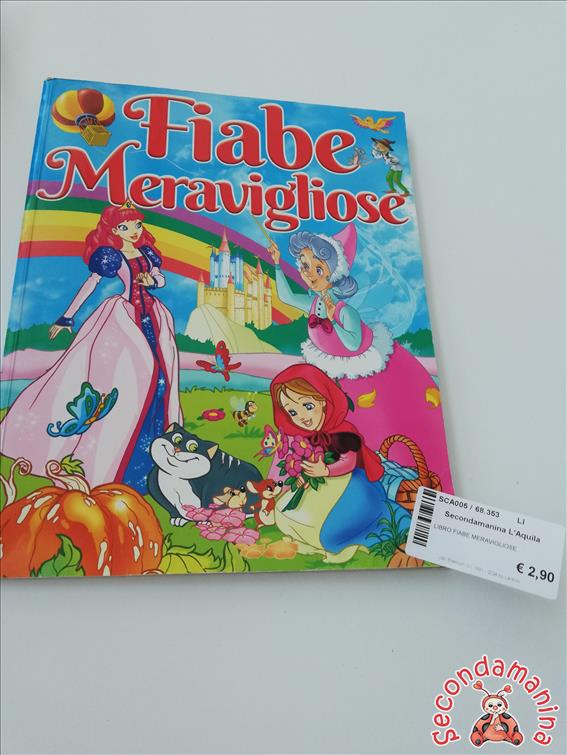 Fiabe
Meravigliose
SCA005 / 68.353 LI
Secondamanina L'Aquila
LIBRO FIABE MERAVIGLIOSE
€ 2,90
Secondamanina